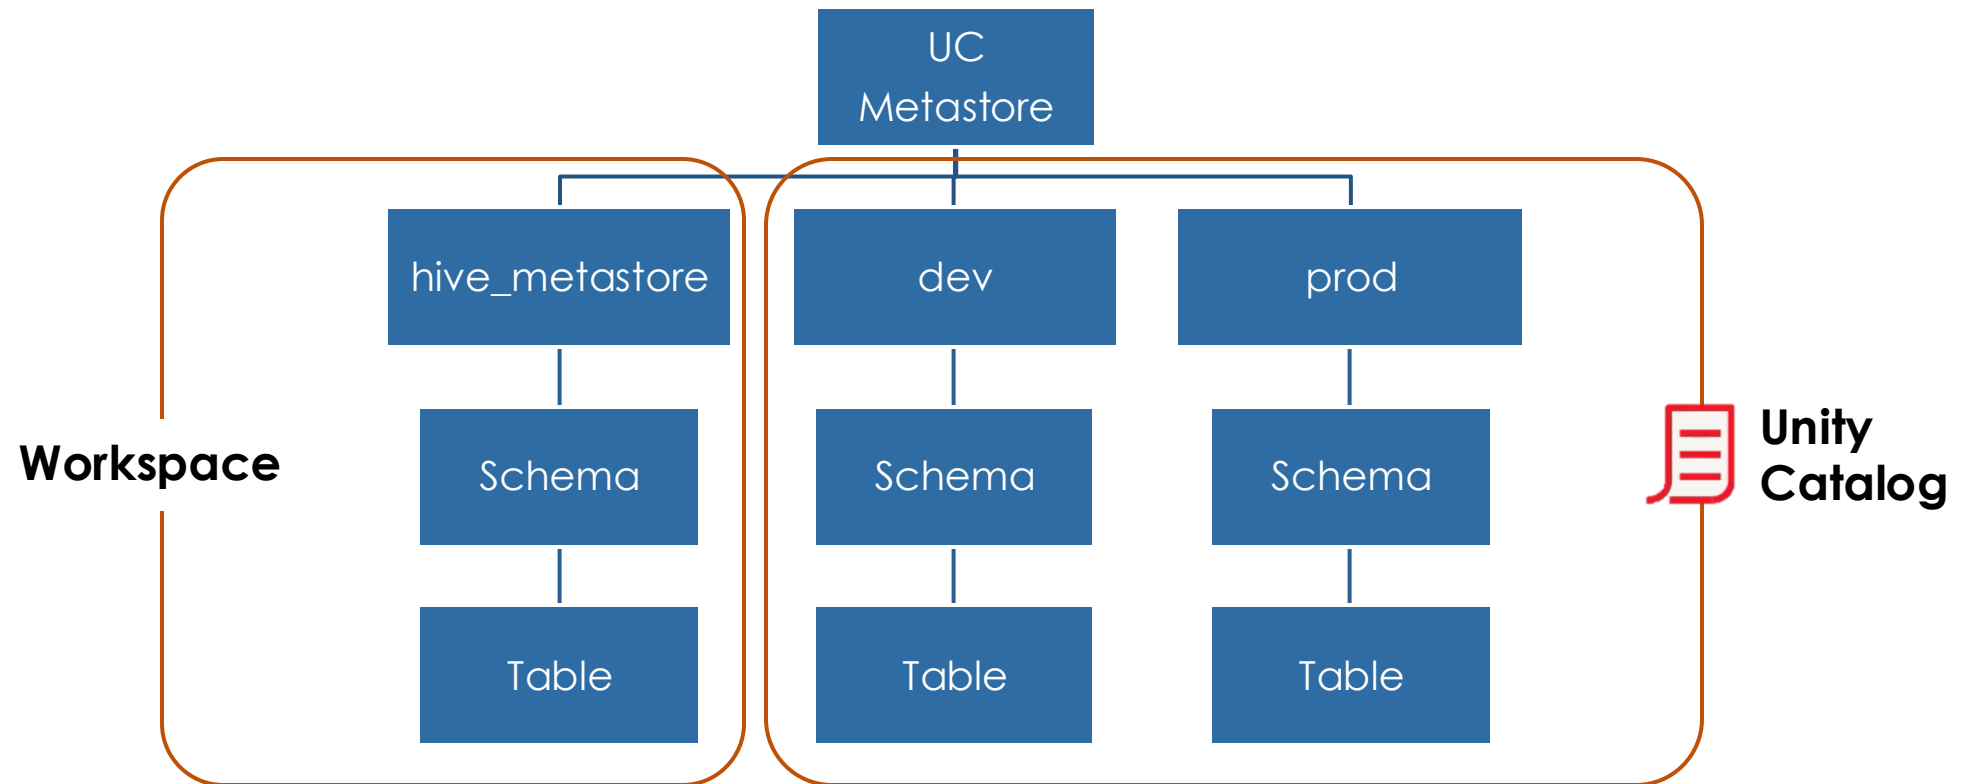 UC
Metastore
hive_metastore
dev
prod
Workspace
Schema
Schema
Schema
Unity
Catalog
Table
Table
Table